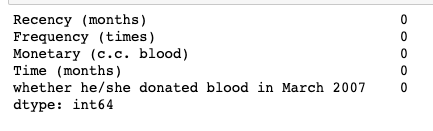 Recency (months) 0
Frequency (times) 0
Monetary (c.c. blood) 0
Time (months) 0
whether he/she donated blood in March 2007 0
dtype: int64